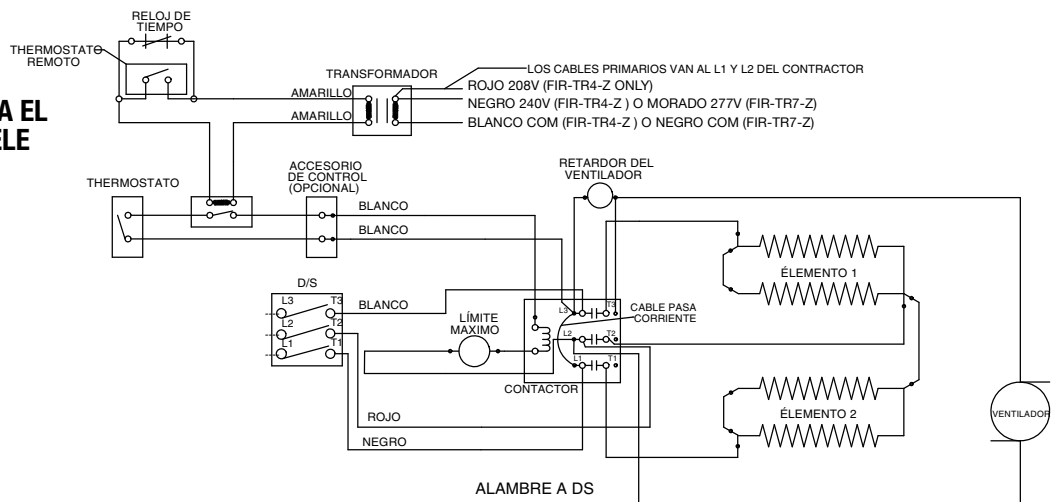 RELOJ DE
TIEMPO
THERMOSTATO
REMOTO
A EL
ELE
TRANSFORMADOR
LOS CABLES PRIMARIOS VAN AL L1 Y L2 DEL CONTRACTOR
ROJO 208V (FIR-TR4-Z ONLY)
AMARILLO
NEGRO 240V (FIR-TR4-Z ) O MORADO 277V (FIR-TR7-Z)
AMARILLO
BLANCO COM (FIR-TR4-Z ) O NEGRO COM (FIR-TR7-Z)
RETARDOR DEL
VENTILADOR
THERMOSTATO
ACCESORIO
DE CONTROL
(OPCIONAL)
BLANCO
BLANCO
ÉLEMENTO 1
D/S
L3 T3
L2 T2
L1 T1
BLANCO
LÍMITE
MAXIMO
L3 T3
L2 T2
L1 T1
CABLE PASA
CORRIENTE
CONTACTOR
ROJO
NEGRO
ÉLEMENTO 2
VENTILADOR
ALAMBRE A DS